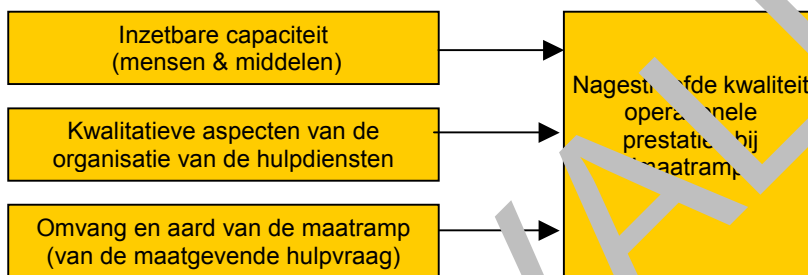 Inzetbare capaciteit
(mensen & middelen)
Kwalitatieve aspecten van de
organisatie van de hulpdiensten
Omvang en aard van de maatramp
(van de maatgevende hulpvraag)
kwaliteit
bij